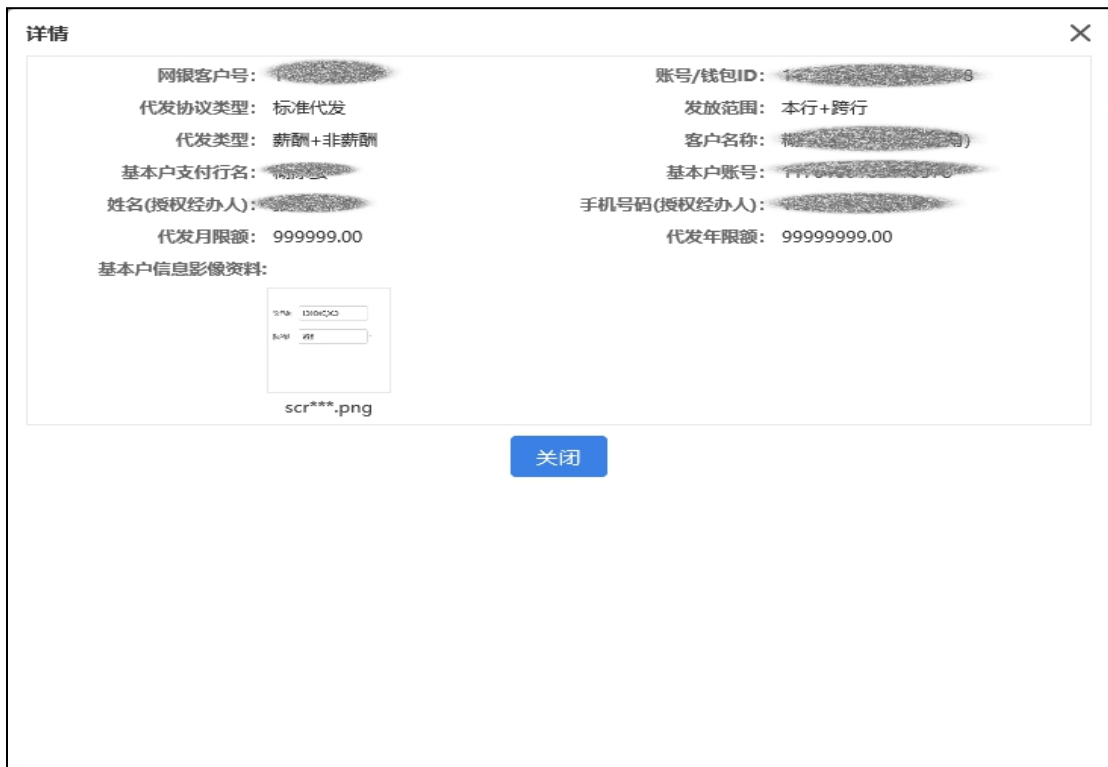 详情
网银客户号: 账号/钱包ID:
代发协议类型: 标准代发 发放范围: 本行+跨行
代发类型: 薪酬+非薪酬 客户名称:
基本户支付行名: 基本户账号:
姓名(授权经办人): 手机号码(授权经办人):
代发月限额: 999999.00 代发年限额: 99999999.00
基本户信息影像资料:
scr***.png
关闭